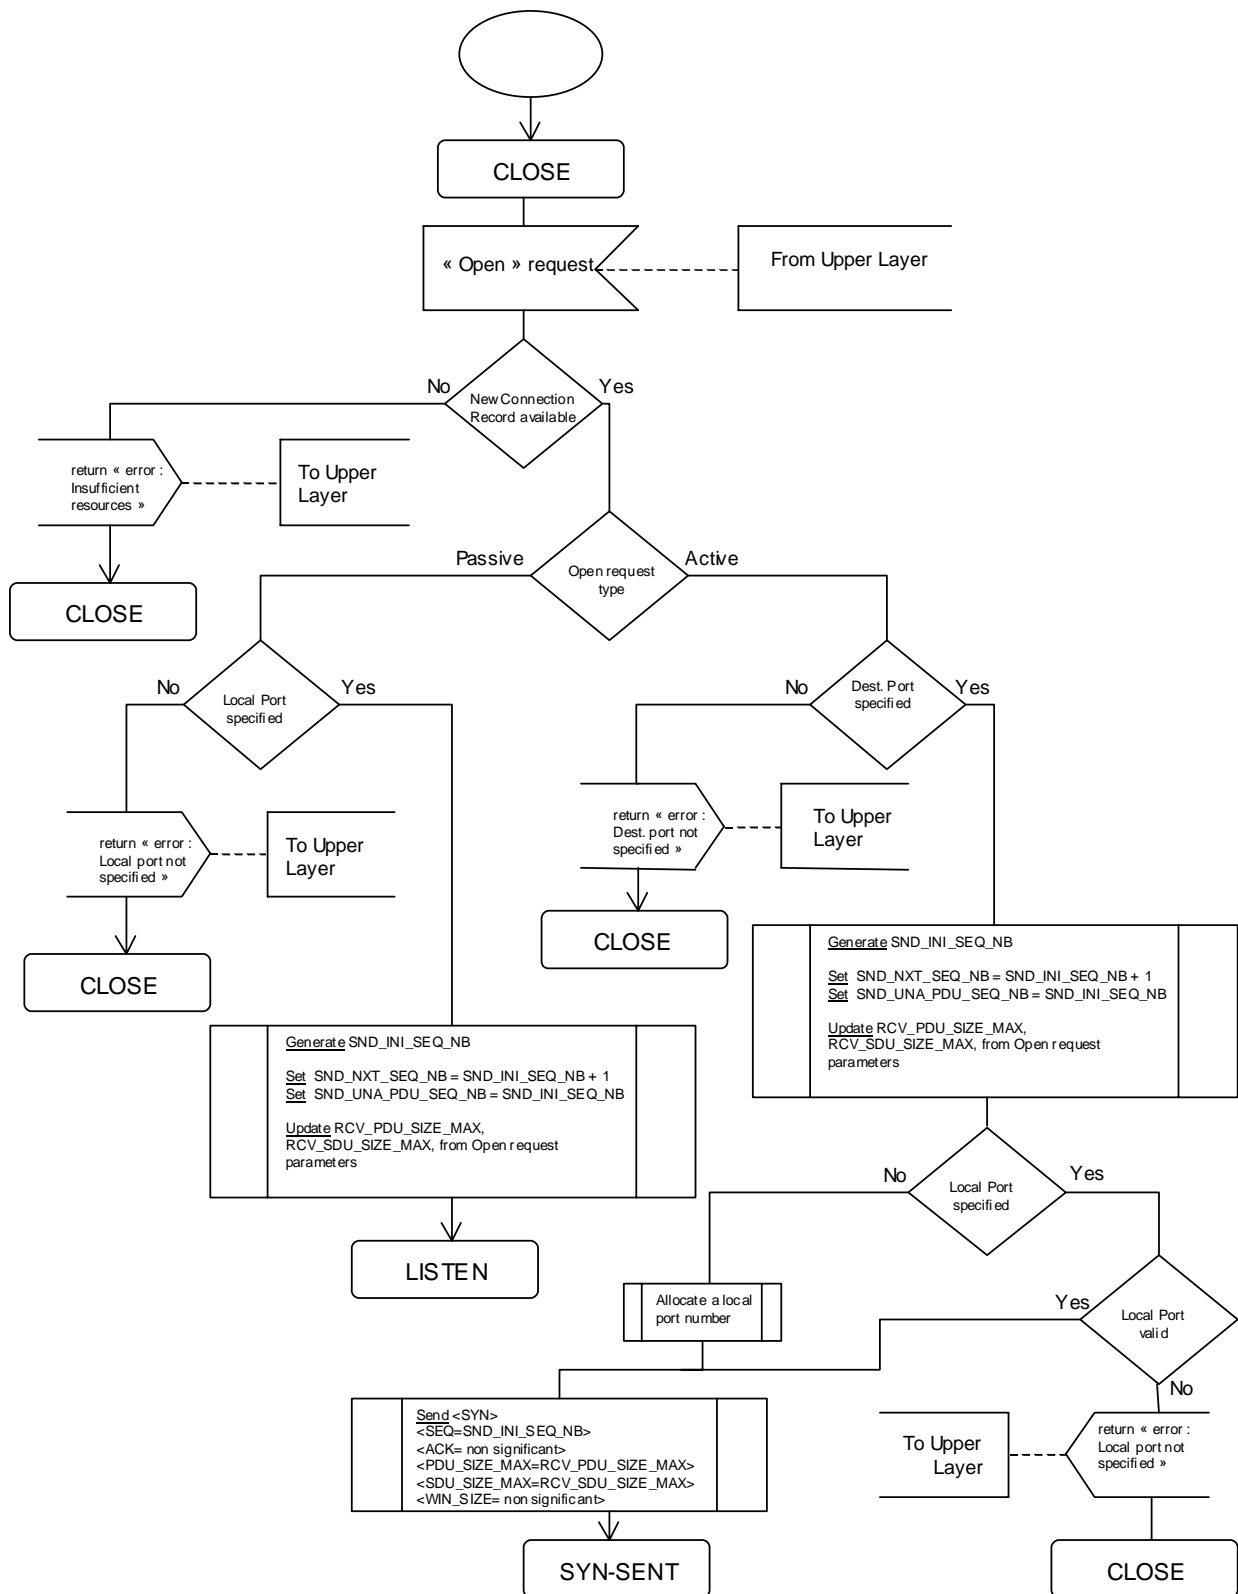 CLOSE
« Open » request
From Upper Layer
No
Yes
New Connection
Record available
return « error :
Insufficient
resources »
To Upper
Layer
CLOSE
Passive
Active
Open request
type
No
Yes
Local Port
specified
No
Yes
Dest. Port
specified
return « error :
Local port not
specified »
To Upper
Layer
return « error :
Dest. port not
specified »
To Upper
Layer
CLOSE
CLOSE
Generate SND_INI_SEQ_NB
Set SND_NXT_SEQ_NB = SND_INI_SEQ_NB + 1
Set SND_UNA_PDU_SEQ_NB = SND_INI_SEQ_NB
Update RCV_PDU_SIZE_MAX,
RCV_SDU_SIZE_MAX, from Open request
parameters
Generate SND_INI_SEQ_NB
Set SND_NXT_SEQ_NB = SND_INI_SEQ_NB + 1
Set SND_UNA_PDU_SEQ_NB = SND_INI_SEQ_NB
Update RCV_PDU_SIZE_MAX,
RCV_SDU_SIZE_MAX, from Open request
parameters
LISTEN
No
Yes
Local Port
specified
Allocate a local
port number
Yes
Local Port
valid
No
Send <SYN>
<SEQ=SND_INI_SEQ_NB>
<ACK= non significant>
<PDU_SIZE_MAX=RCV_PDU_SIZE_MAX>
<SDU_SIZE_MAX=RCV_SDU_SIZE_MAX>
<WIN_SIZE= non significant>
To Upper
Layer
return « error :
Local port not
specified »
SYN-SENT
CLOSE